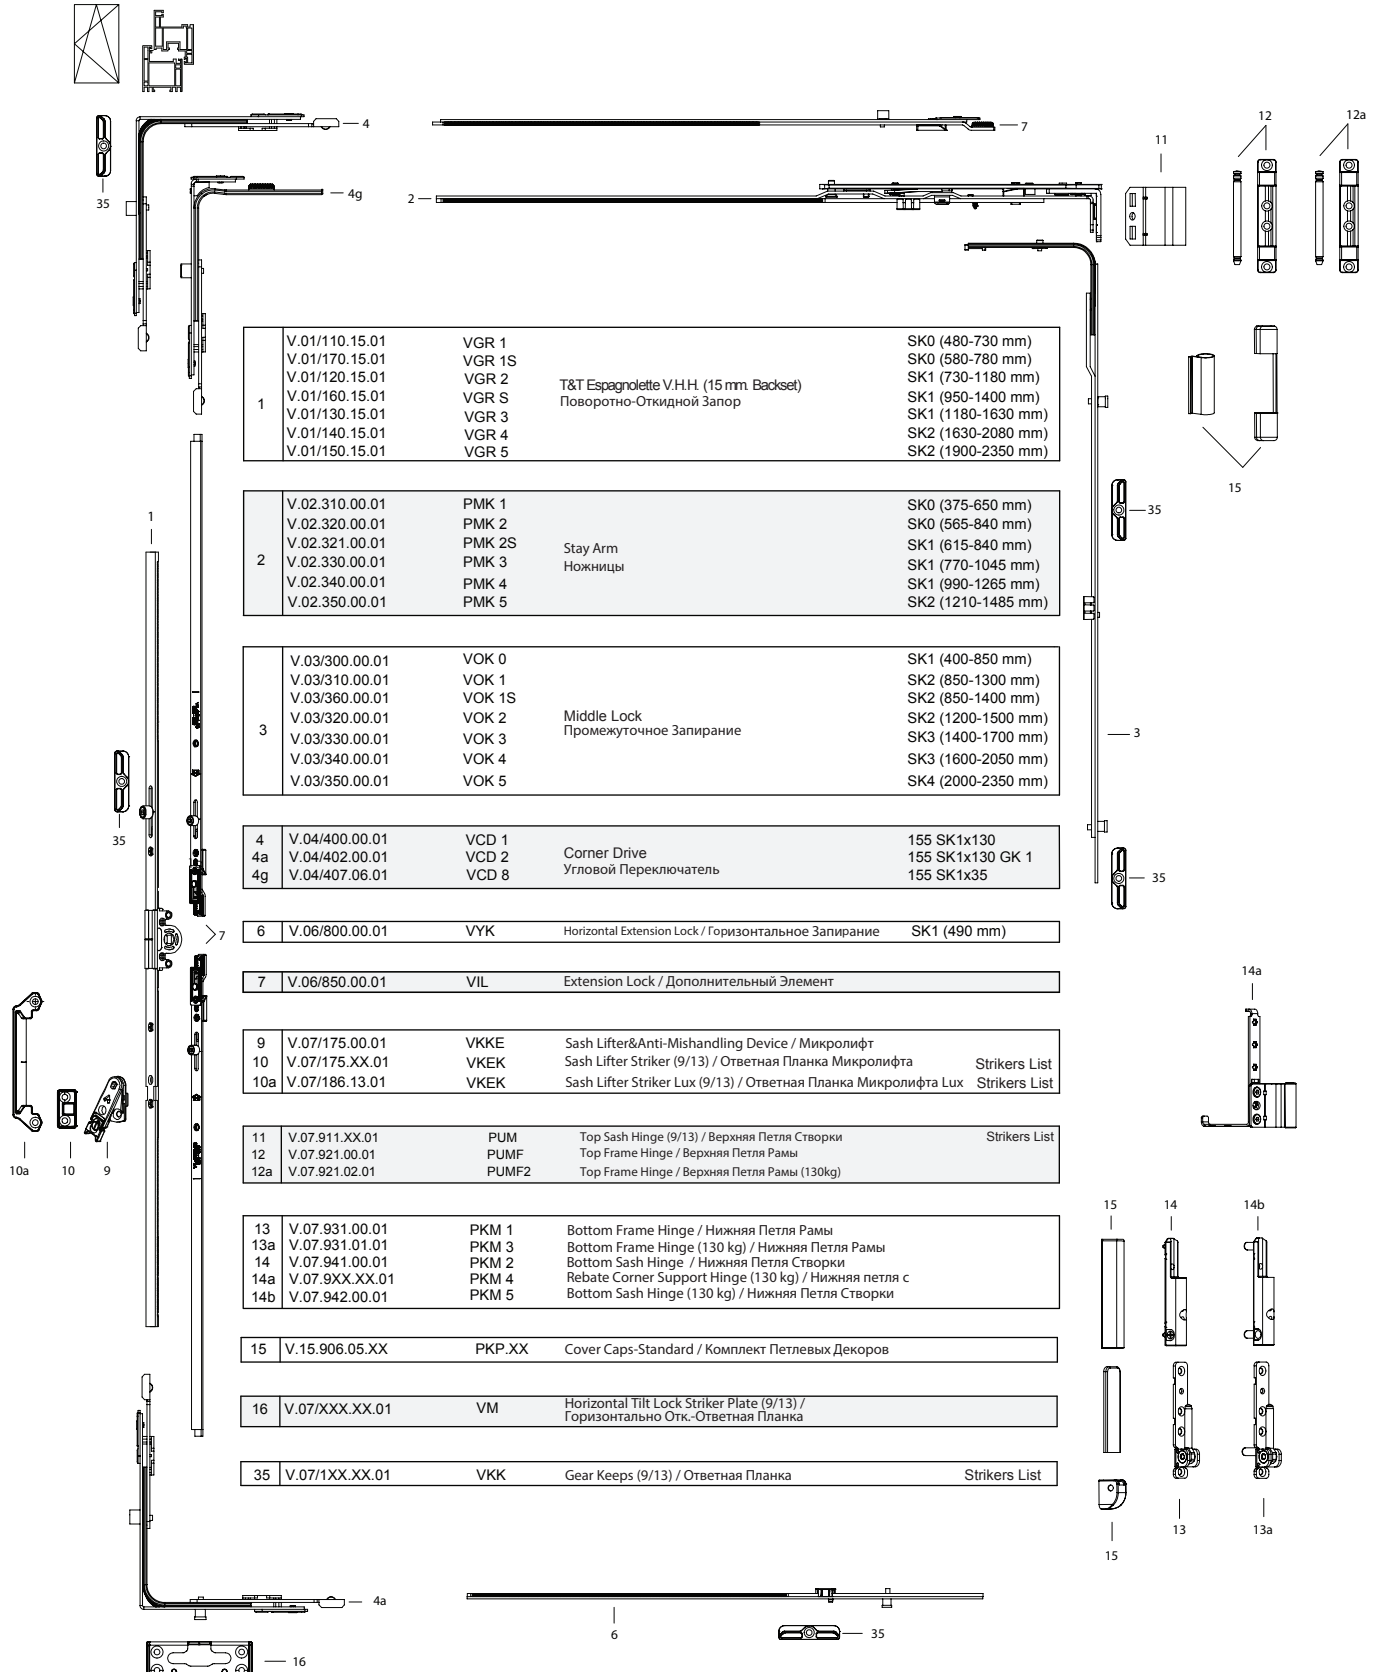 4
7
12
12a
11
35
4g
2
1 V.01/110.15.01 VGR 1 SK0 (480-730 mm)
V.01/170.15.01 VGR 1S SK0 (580-780 mm)
V.01/120.15.01 VGR 2 T&T Espagnolette V.H.H. (15 mm. Backset) SK1 (730-1180 mm)
V.01/160.15.01 VGR S Поворотно-Откидной Запор SK1 (950-1400 mm)
V.01/130.15.01 VGR 3 SK1 (1180-1630 mm)
V.01/140.15.01 VGR 4 SK2 (1630-2080 mm)
V.01/150.15.01 VGR 5 SK2 (1900-2350 mm)
15
35
1
2 V.02.310.00.01 PMK 1 SK0 (375-650 mm)
V.02.320.00.01 PMK 2 SK0 (565-840 mm)
V.02.321.00.01 PMK 2S Stay Arm SK1 (615-840 mm)
V.02.330.00.01 PMK 3 Ножницы SK1 (770-1045 mm)
V.02.340.00.01 PMK 4 SK1 (990-1265 mm)
V.02.350.00.01 PMK 5 SK2 (1210-1485 mm)
3 V.03/300.00.01 VOK 0 SK1 (400-850 mm)
V.03/310.00.01 VOK 1 SK2 (850-1300 mm)
V.03/360.00.01 VOK 1S SK2 (850-1400 mm)
V.03/320.00.01 VOK 2 Middle Lock SK2 (1200-1500 mm)
V.03/330.00.01 VOK 3 Промежуточное Запирание SK3 (1400-1700 mm)
V.03/340.00.01 VOK 4 SK3 (1600-2050 mm)
V.03/350.00.01 VOK 5 SK4 (2000-2350 mm)
3
35
4 V.04/400.00.01 VCD 1 155 SK1x130
4a V.04/402.00.01 VCD 2 Corner Drive 155 SK1x130 GK 1
4g V.04/407.06.01 VCD 8 Угловой Переключатель 155 SK1x35
35
6 V.06/800.00.01 VYK Horizontal Extension Lock / Горизонтальное Запирание SK1 (490 mm)
7
7 V.06/850.00.01 VIL Extension Lock / Дополнительный Элемент
14a
9 V.07/175.00.01 VKKE Sash Lifter&Anti-Mishandling Device / Микролифт
10 V.07/175.XX.01 VKEK Sash Lifter Striker (9/13) / Ответная Планка Микролифта Strikers List
10a V.07/186.13.01 VKEK Sash Lifter Striker Lux (9/13) / Ответная Планка Микролифта Lux Strikers List
10a
10
9
11 V.07.911.XX.01 PUM Top Sash Hinge (9/13) / Верхняя Петля Створки Strikers List
12 V.07.921.00.01 PUMF Top Frame Hinge / Верхняя Петля Рамы
12a V.07.921.02.01 PUMF2 Top Frame Hinge / Верхняя Петля Рамы (130kg)
15
14
14b
13 V.07.931.00.01 PKM 1 Bottom Frame Hinge / Нижняя Петля Рамы
13a V.07.931.01.01 PKM 3 Bottom Frame Hinge (130 kg) / Нижняя Петля Рамы
14 V.07.941.00.01 PKM 2 Bottom Sash Hinge / Нижняя Петля Створки
14a V.07.9XX.XX.01 PKM 4 Rebate Corner Support Hinge (130 kg) / Нижняя петля с
14b V.07.942.00.01 PKM 5 Bottom Sash Hinge (130 kg) / Нижняя Петля Створки
15 V.15.906.05.XX PKP.XX Cover Caps-Standard / Комплект Петлевых Декоров
16 V.07/XXX.XX.01 VM Horizontal Tilt Lock Striker Plate (9/13) /
Горизонтально Отк.-Ответная Планка
35 V.07/1XX.XX.01 VKK Gear Keeps (9/13) / Ответная Планка Strikers List
13
13a
15
4a
6
35
16